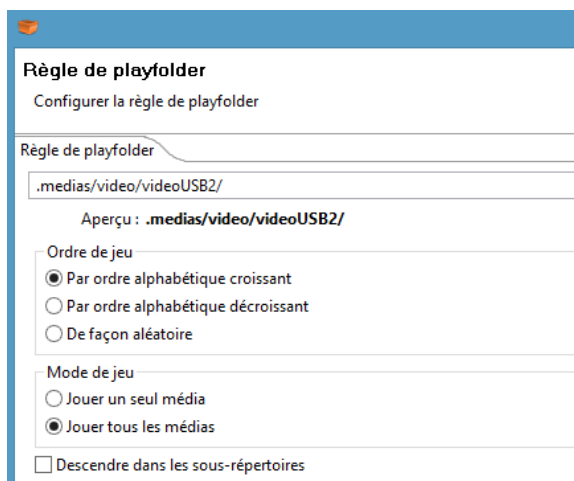 Règle de playfolder
Configurer la règle de playfolder
Règle de playfolder
.medias/video/videoUSB2/
Aperçu : .medias/video/videoUSB2/
Ordre de jeu
Par ordre alphabétique croissant
Par ordre alphabétique décroissant
De façon aléatoire
Mode de jeu
Jouer un seul média
Jouer tous les médias
Descendre dans les sous-répertoires